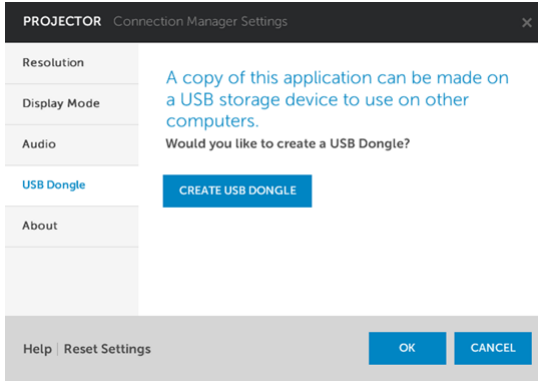 PROJECTOR Connection Manager Settings ×
Resolution
Display Mode
Audio
USB Dongle
About
A copy of this application can be made on
a USB storage device to use on other
computers.
Would you like to create a USB Dongle?
CREATE USB DONGLE
Help | Reset Settings
OK
CANCEL